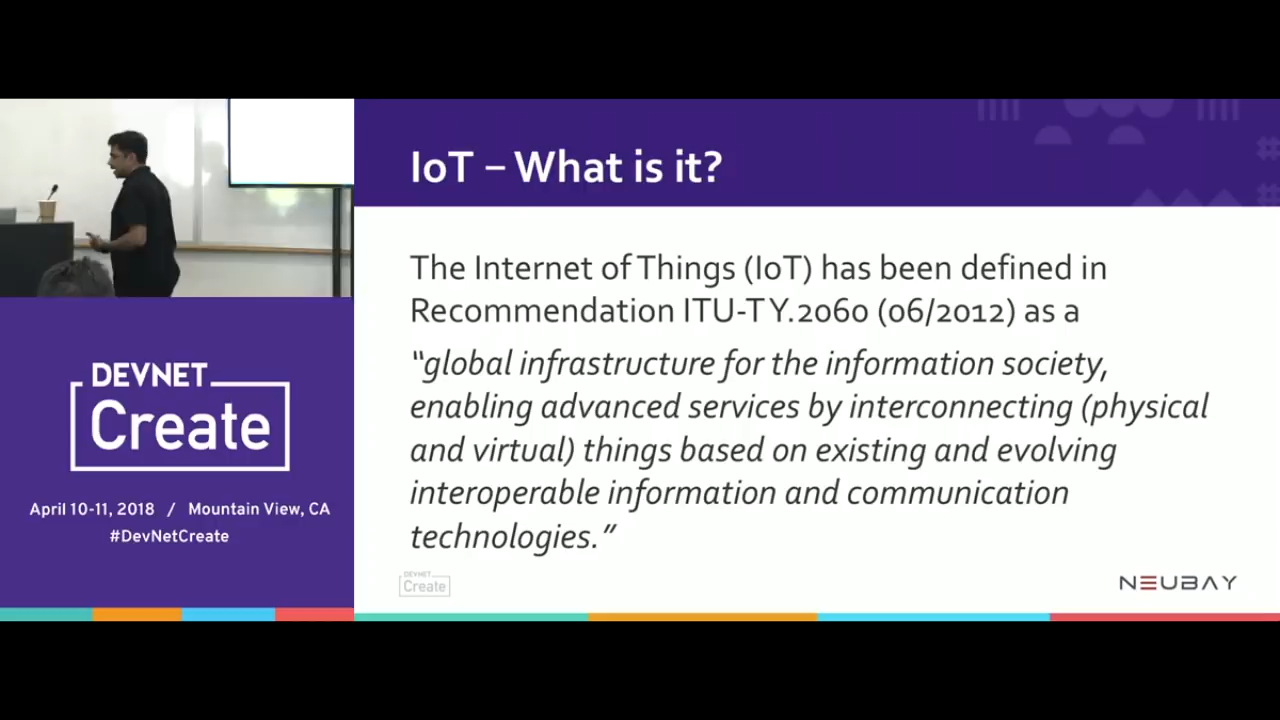 IoT – What is it?
The Internet of Things (IoT) has been defined in
Recommendation ITU-T Y.2060 (06/2012) as a
“global infrastructure for the information society,
enabling advanced services by interconnecting (physical
and virtual) things based on existing and evolving
interoperable information and communication
technologies.”
DEVNET
Create
NEUBAY
DEVNET
Create
April 10-11, 2018 / Mountain View, CA
#DevNetCreate